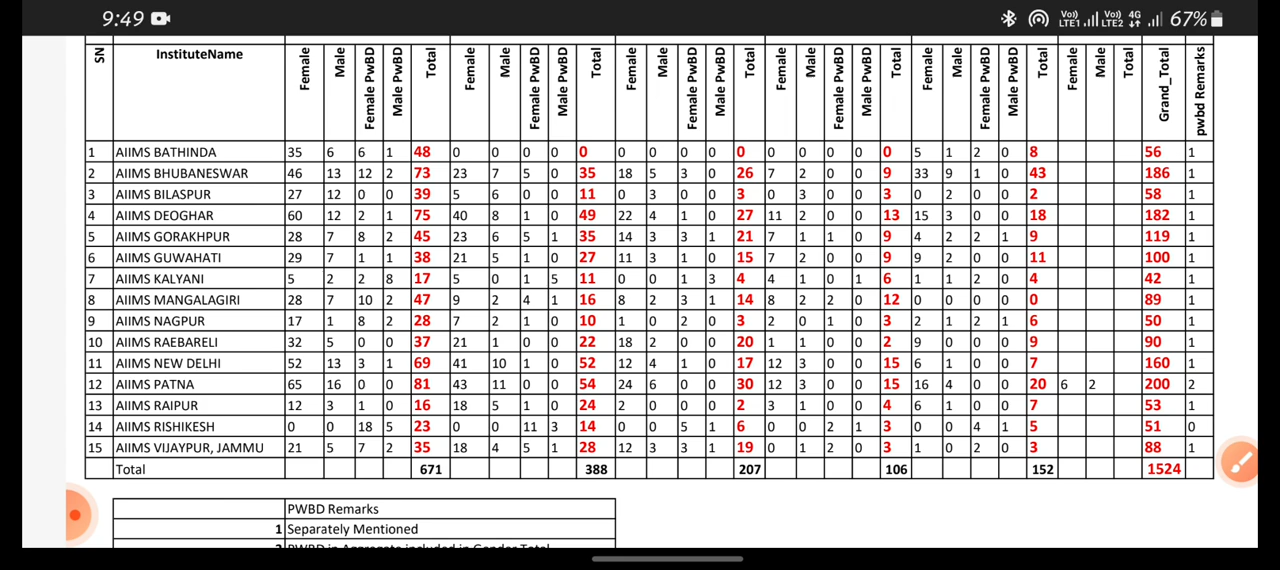 9:49 Vo) LTE1 Vo) LTE2 4G 67%
SN InstituteName Female Male Female PwBD Male PwBD Total Female Male Female PwBD Male PwBD Total Female Male Female PwBD Male PwBD Total Female Male Female PwBD Male PwBD Total Female Male Female PwBD Male PwBD Total Female Male Total Grand_Total pwbd Remarks
1 AIIMS BATHINDA 35 6 6 1 48 0 0 0 0 0 0 0 0 0 0 0 0 0 0 0 5 1 2 0 8 56 1
2 AIIMS BHUBANESWAR 46 13 12 2 73 23 7 5 0 35 18 5 3 0 26 7 2 0 0 9 33 9 1 0 43 186 1
3 AIIMS BILASPUR 27 12 0 0 39 5 6 0 0 11 0 3 0 0 3 0 3 0 0 3 0 2 0 0 2 58 1
4 AIIMS DEOGHAR 60 12 2 1 75 40 8 1 0 49 22 4 1 0 27 11 2 0 0 13 15 3 0 0 18 182 1
5 AIIMS GORAKHPUR 28 7 8 2 45 23 6 5 1 35 14 3 3 1 21 7 1 1 0 9 4 2 2 1 9 119 1
6 AIIMS GUWAHATI 29 7 1 1 38 21 5 1 0 27 11 3 1 0 15 7 2 0 0 9 9 2 0 0 11 100 1
7 AIIMS KALYANI 5 2 2 8 17 5 0 1 5 11 0 0 1 3 4 4 1 0 1 6 1 1 2 0 4 42 1
8 AIIMS MANGALAGIRI 28 7 10 2 47 9 2 4 1 16 8 2 3 1 14 8 2 2 0 12 0 0 0 0 0 89 1
9 AIIMS NAGPUR 17 1 8 2 28 7 2 1 0 10 1 0 2 0 3 2 0 1 0 3 2 1 2 1 6 50 1
10 AIIMS RAEBARELI 32 5 0 0 37 21 1 0 0 22 18 2 0 0 20 1 1 0 0 2 9 0 0 0 9 90 1
11 AIIMS NEW DELHI 52 13 3 1 69 41 10 1 0 52 12 4 1 0 17 12 3 0 0 15 6 1 0 0 7 160 1
12 AIIMS PATNA 65 16 0 0 81 43 11 0 0 54 24 6 0 0 30 12 3 0 0 15 16 4 0 0 20 6 2 200 2
13 AIIMS RAIPUR 12 3 1 0 16 18 5 1 0 24 2 0 0 0 2 3 1 0 0 4 6 1 0 0 7 53 1
14 AIIMS RISHIKESH 0 0 18 5 23 0 0 11 3 14 0 0 5 1 6 0 0 2 1 3 0 0 4 1 5 51 0
15 AIIMS VIJAYPUR, JAMMU 21 5 7 2 35 18 4 5 1 28 12 3 3 1 19 0 1 2 0 3 1 0 2 0 3 88 1
Total 671 388 207 106 152 1524
PWBD Remarks
1 Separately Mentioned
2 PWBD in Aggregate included in Gender Total